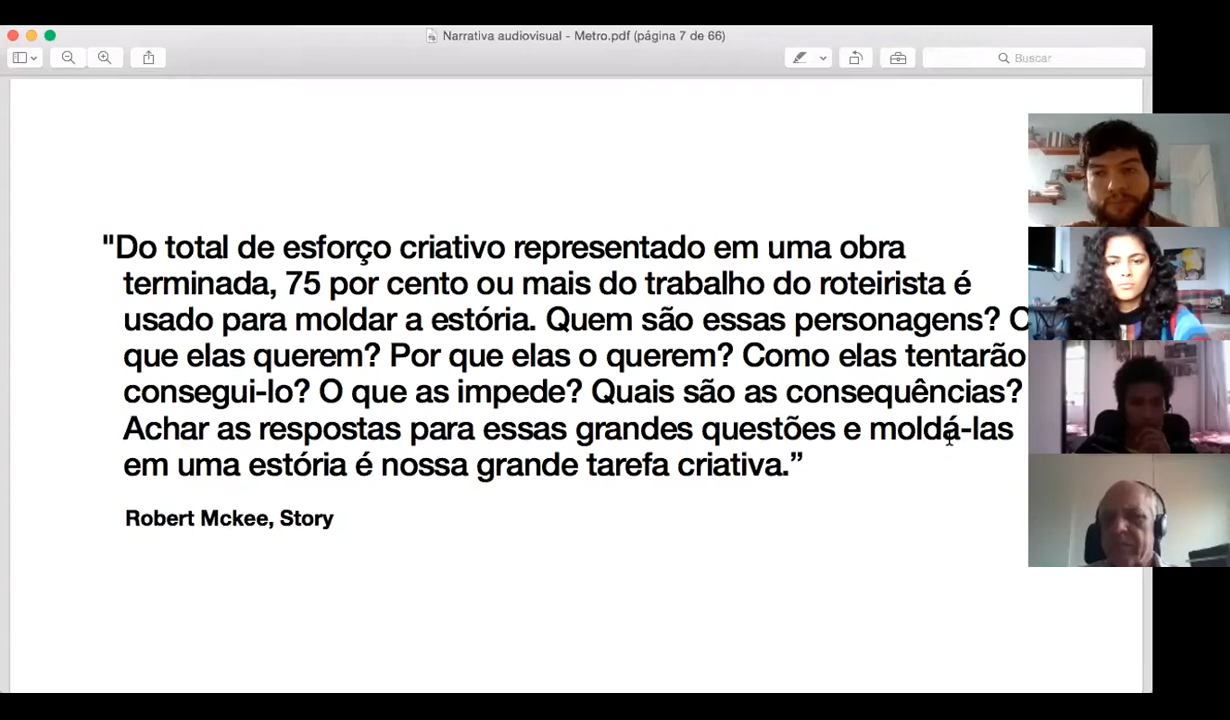 Narrativa audiovisual - Metro.pdf (página 7 de 66)
Buscar
"Do total de esforço criativo representado em uma obra
terminada, 75 por cento ou mais do trabalho do roteirista é
usado para moldar a estória. Quem são essas personagens? O
que elas querem? Por que elas o querem? Como elas tentarão
consegui-lo? O que as impede? Quais são as consequências?
Achar as respostas para essas grandes questões e moldá-las
em uma estória é nossa grande tarefa criativa.”
Robert Mckee, Story